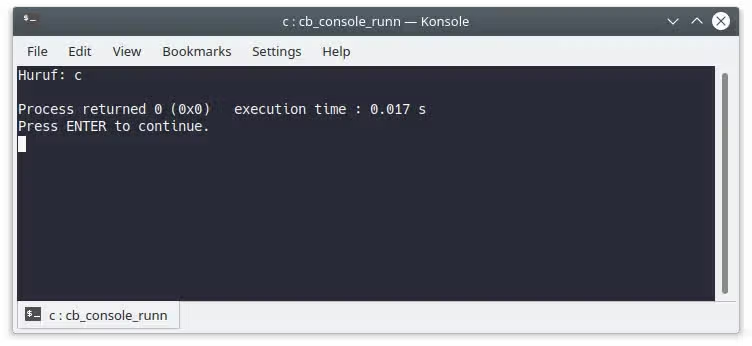 c : cb_console_runn — Konsole
File Edit View Bookmarks Settings Help
Huruf: c
Process returned 0 (0x0)   execution time : 0.017 s
Press ENTER to continue.
c : cb_console_runn